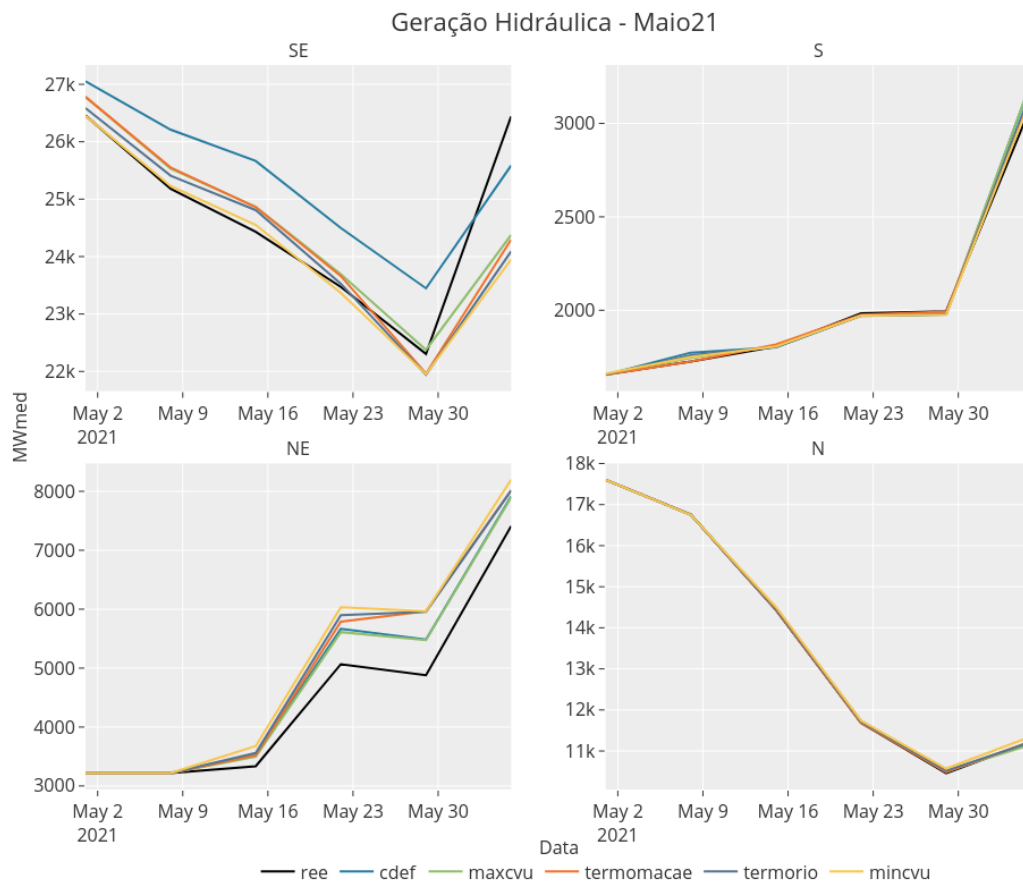 Geração Hidráulica - Maio21
SE
S
27k
26k
25k
24k
23k
22k
3000
2500
2000
May 2
2021
May 9
May 16
May 23
May 30
May 2
2021
May 9
May 16
May 23
May 30
MWmed
NE
N
8000
7000
6000
5000
4000
3000
18k
17k
16k
15k
14k
13k
12k
11k
May 2
2021
May 9
May 16
May 23
May 30
May 2
2021
May 9
May 16
May 23
May 30
Data
ree cdef maxcvu termomacae termorio mincvu